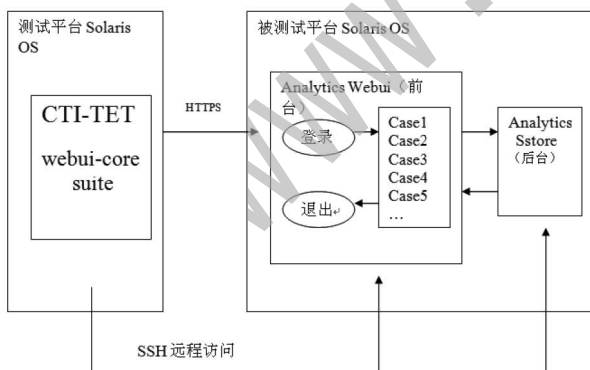 测试平台 Solaris
OS
CTI-TET
webui-core
suite
HTTPS
被测试平台 Solaris OS
Analytics Webui（前
台）
登录
退出
Case1
Case2
Case3
Case4
Case5
…
Analytics
Sstore
（后台）
SSH 远程访问
WWW.